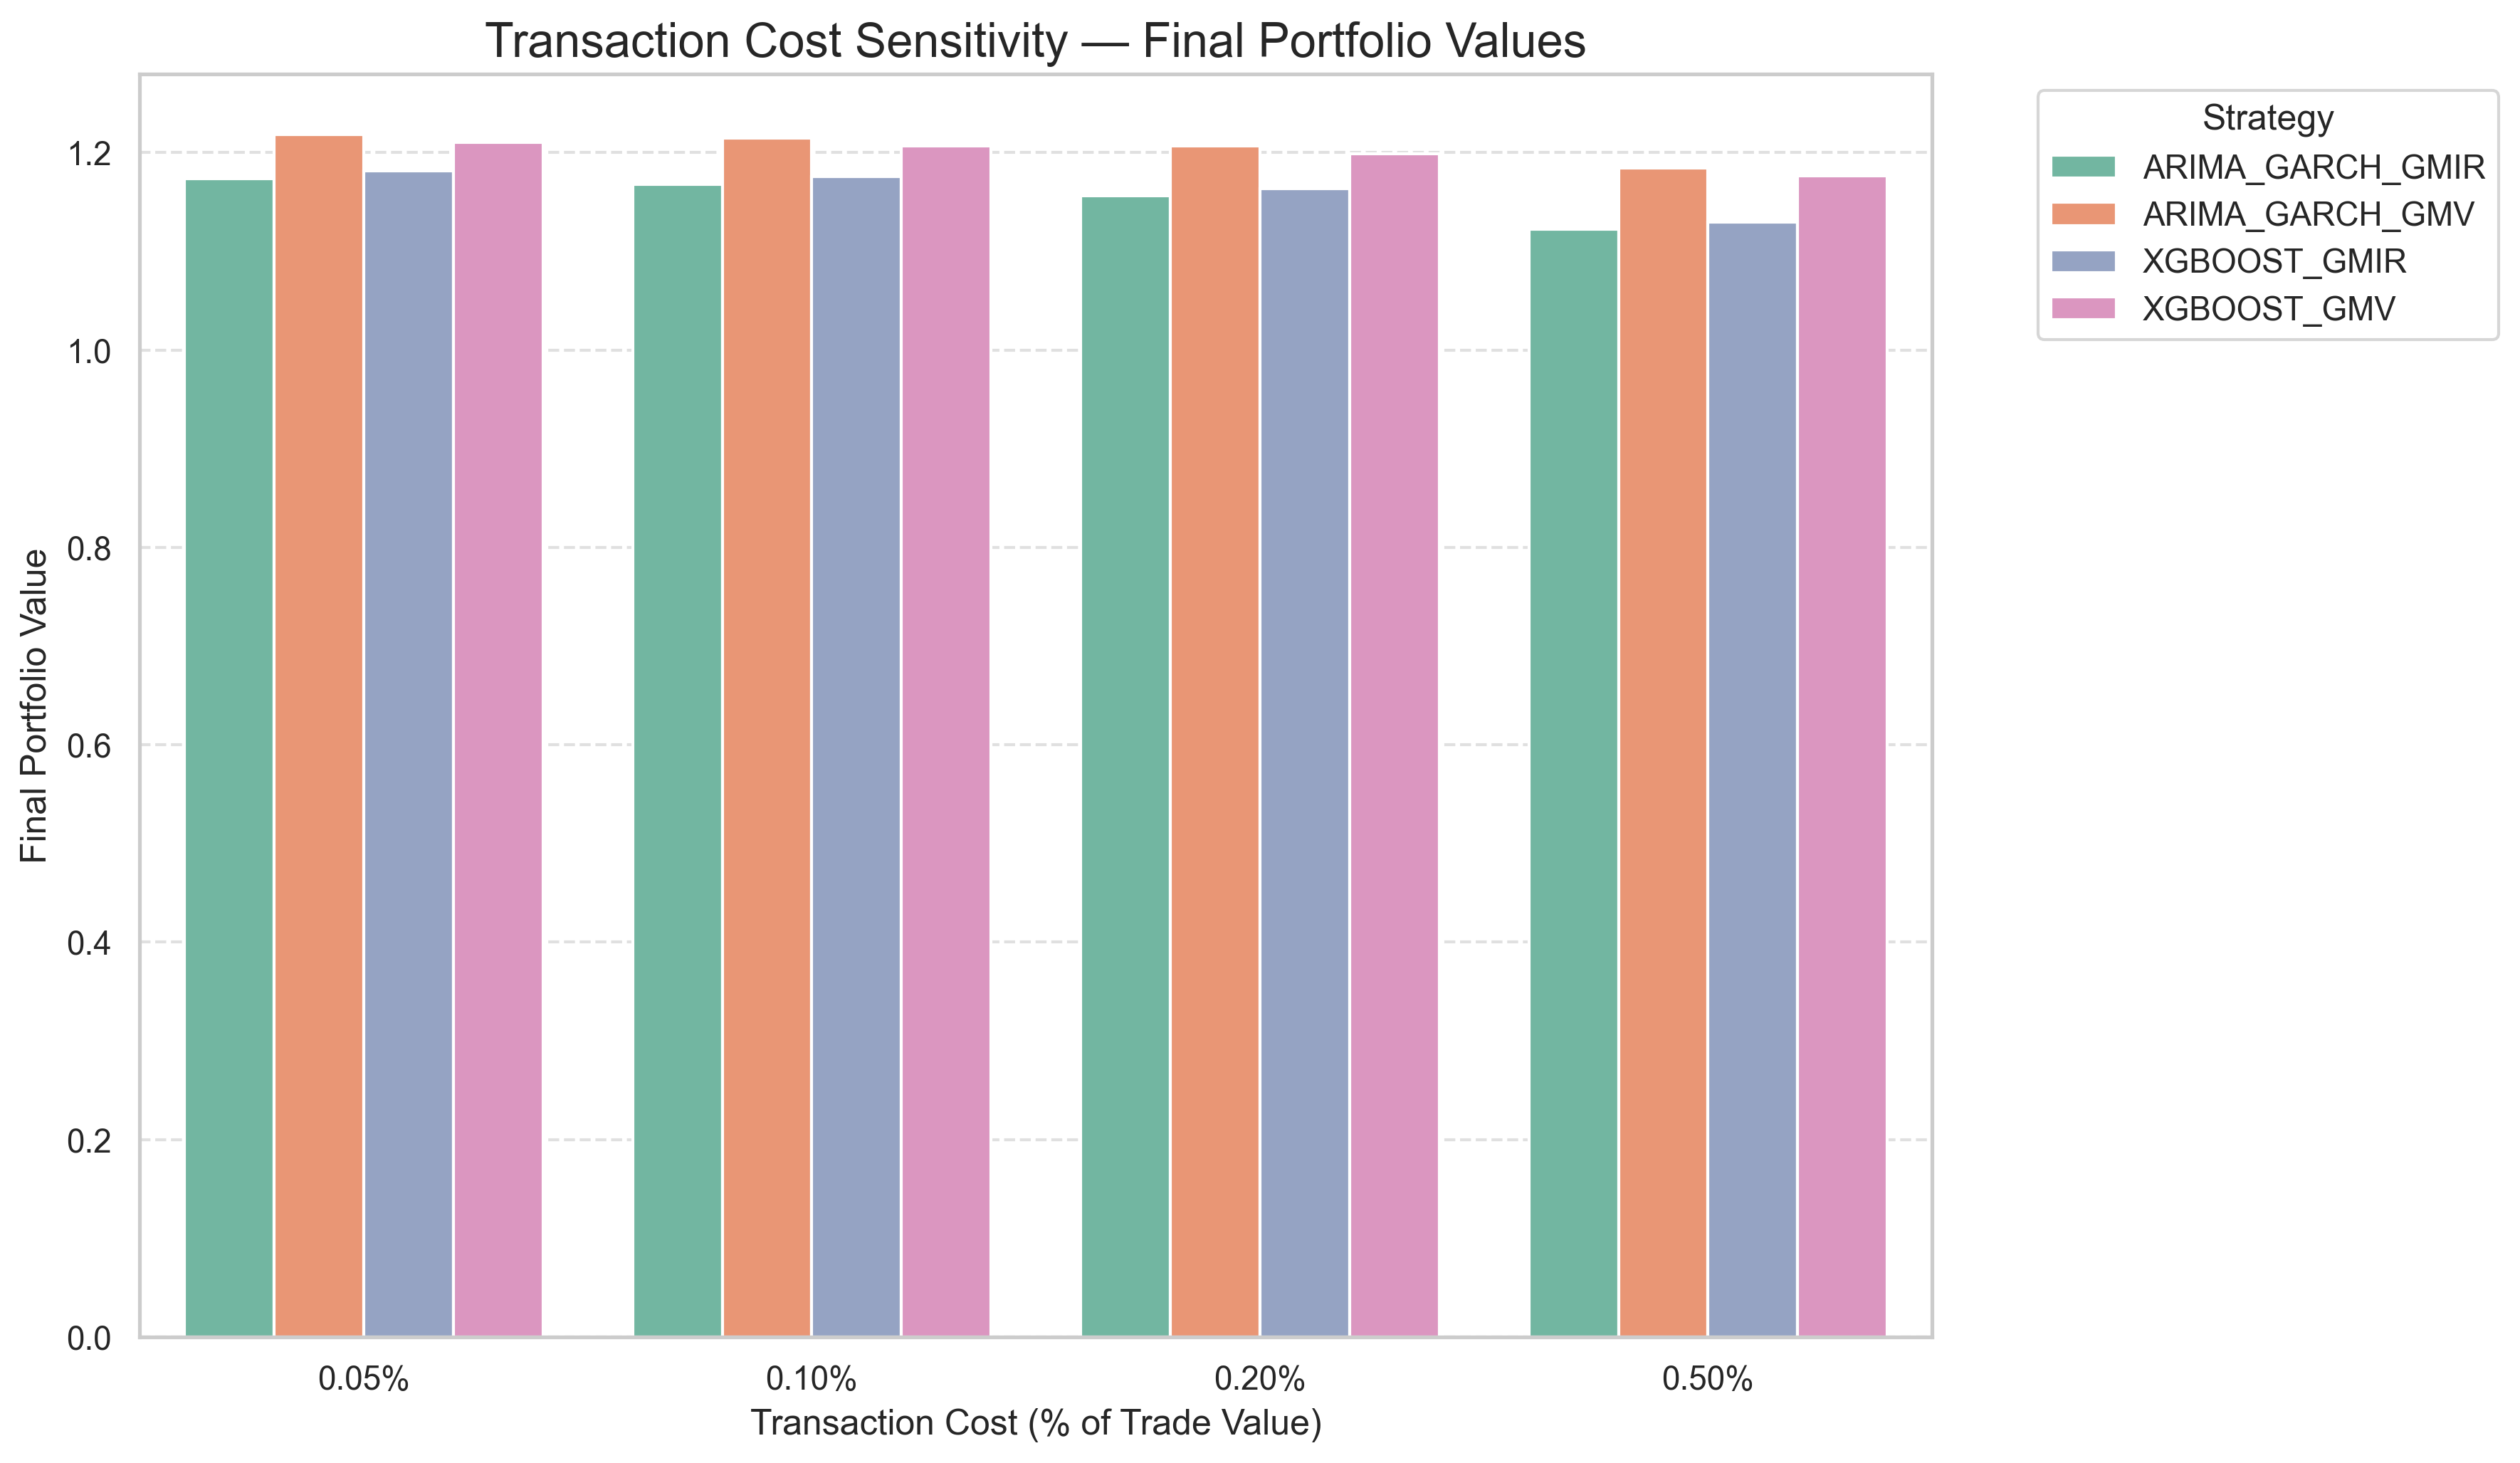 Transaction Cost Sensitivity — Final Portfolio Values
Strategy
ARIMA_GARCH_GMIR
ARIMA_GARCH_GMV
XGBOOST_GMIR
XGBOOST_GMV
Final Portfolio Value
1.2
1.0
0.8
0.6
0.4
0.2
0.0
0.05%
0.10%
0.20%
0.50%
Transaction Cost (% of Trade Value)